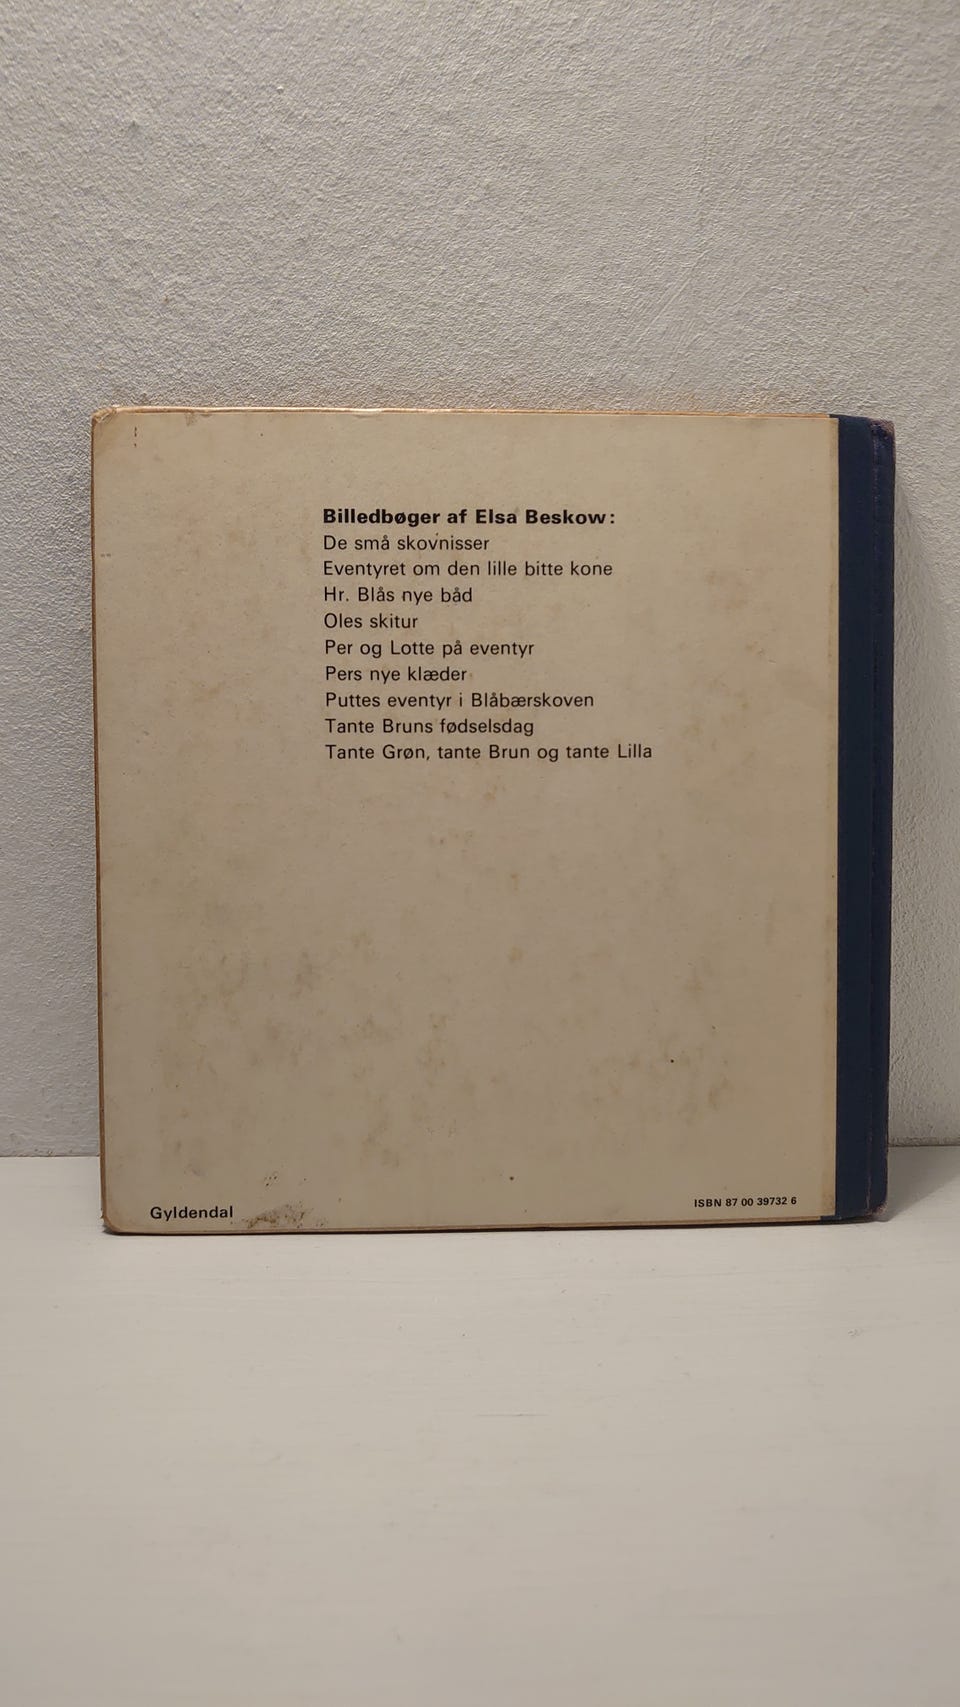 Billedbøger af Elsa Beskow:
De små skovnisser
Eventyret om den lille bitte kone
Hr. Blås nye båd
Oles skitur
Per og Lotte på eventyr
Pers nye klæder
Puttes eventyr i Blåbærskoven
Tante Bruns fødselsdag
Tante Grøn, tante Brun og tante Lilla
Gyldendal
ISBN 87 00 39732 6